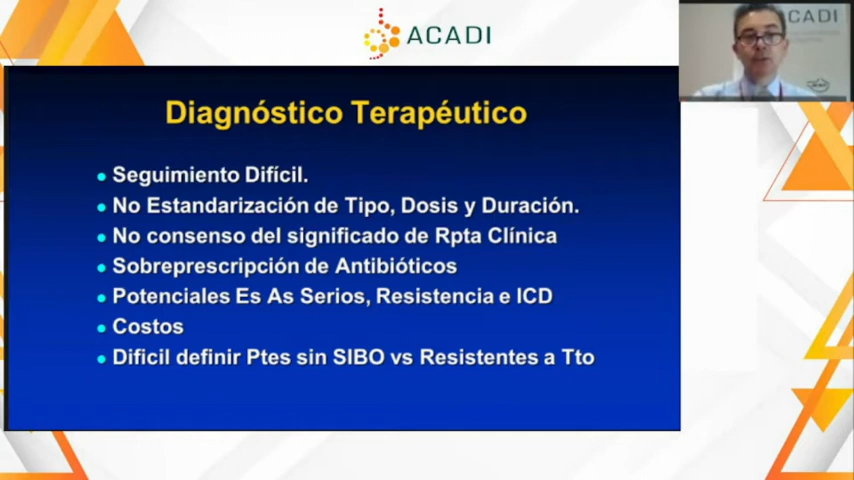 ACADI
ACADI
Diagnóstico Terapéutico
Seguimiento Difícil.
No Estandarización de Tipo, Dosis y Duración.
No consenso del significado de Rpta Clínica
Sobreprescripción de Antibióticos
Potenciales Es As Serios, Resistencia e ICD
Costos
Dificil definir Ptes sin SIBO vs Resistentes a Tto